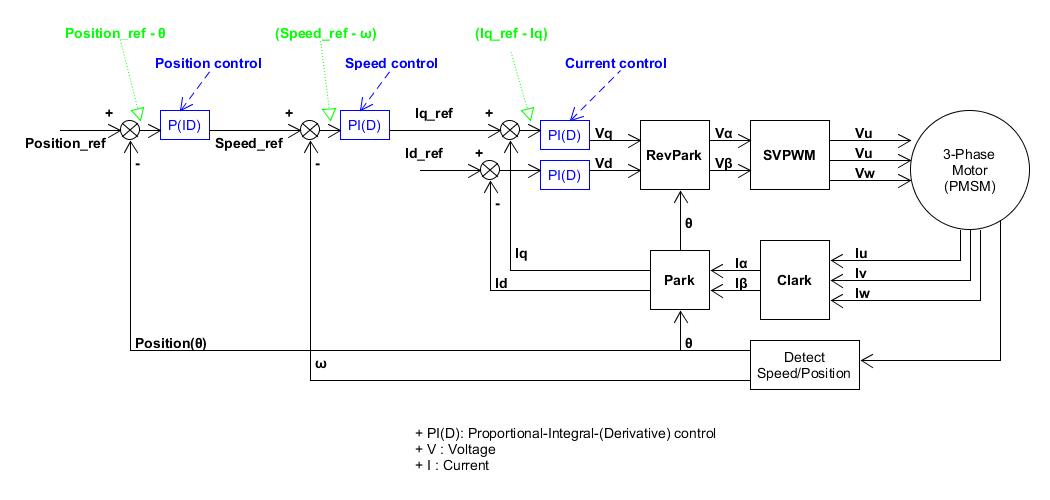 Position_ref - θ
(Speed_ref - ω)
(Iq_ref - Iq)
Position control
Speed control
Current control
+
P(ID)
+
PI(D)
Iq_ref
+
PI(D)
Vq
RevPark
Vα
SVPWM
Vu
3-Phase
Motor
(PMSM)
Position_ref
Speed_ref
Id_ref
+
PI(D)
Vd
Vβ
Vu
Vw
-
-
-
θ
Iq
Id
Park
Iα
Iβ
Clark
Iu
Iv
Iw
Position(θ)
ω
θ
Detect
Speed/Position
+ PI(D): Proportional-Integral-(Derivative) control
+ V : Voltage
+ I : Current